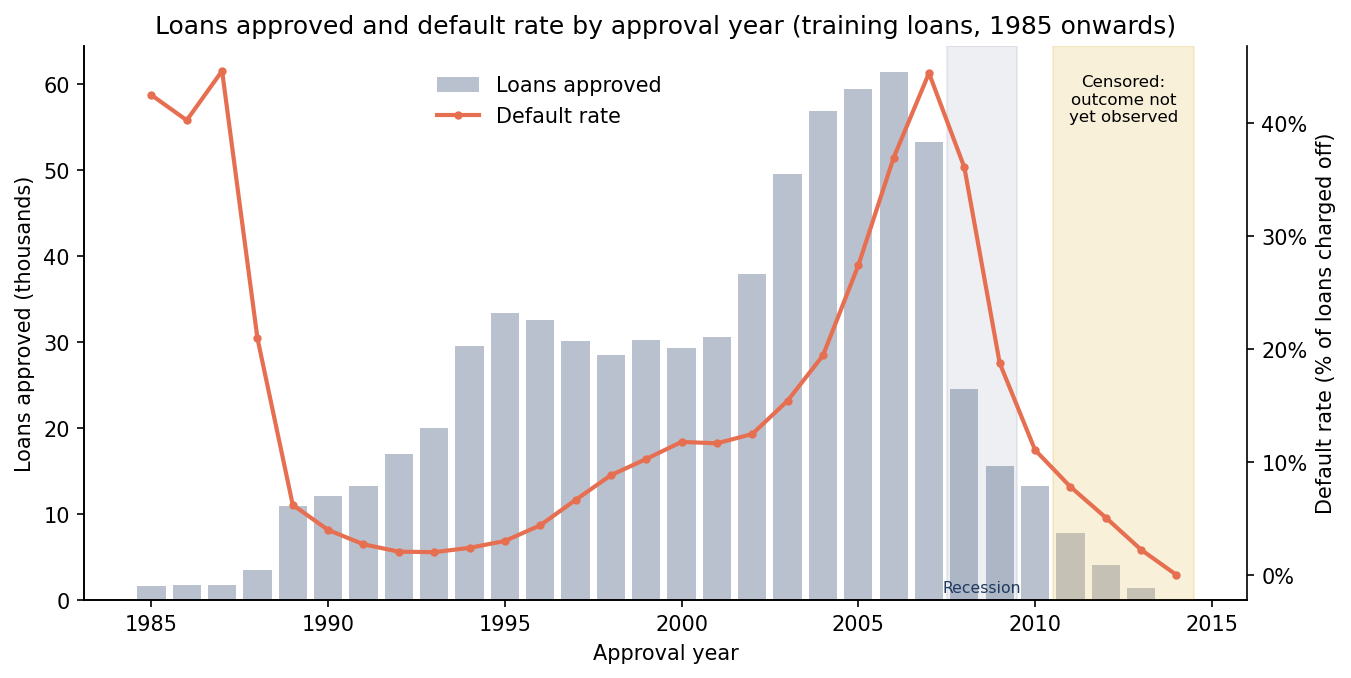 Loans approved and default rate by approval year (training loans, 1985 onwards)
Loans approved
Default rate
Censored:
outcome not
yet observed
Recession
60
50
40
30
20
10
0
Loans approved (thousands)
40%
30%
20%
10%
0%
Default rate (% of loans charged off)
1985
1990
1995
2000
2005
2010
2015
Approval year